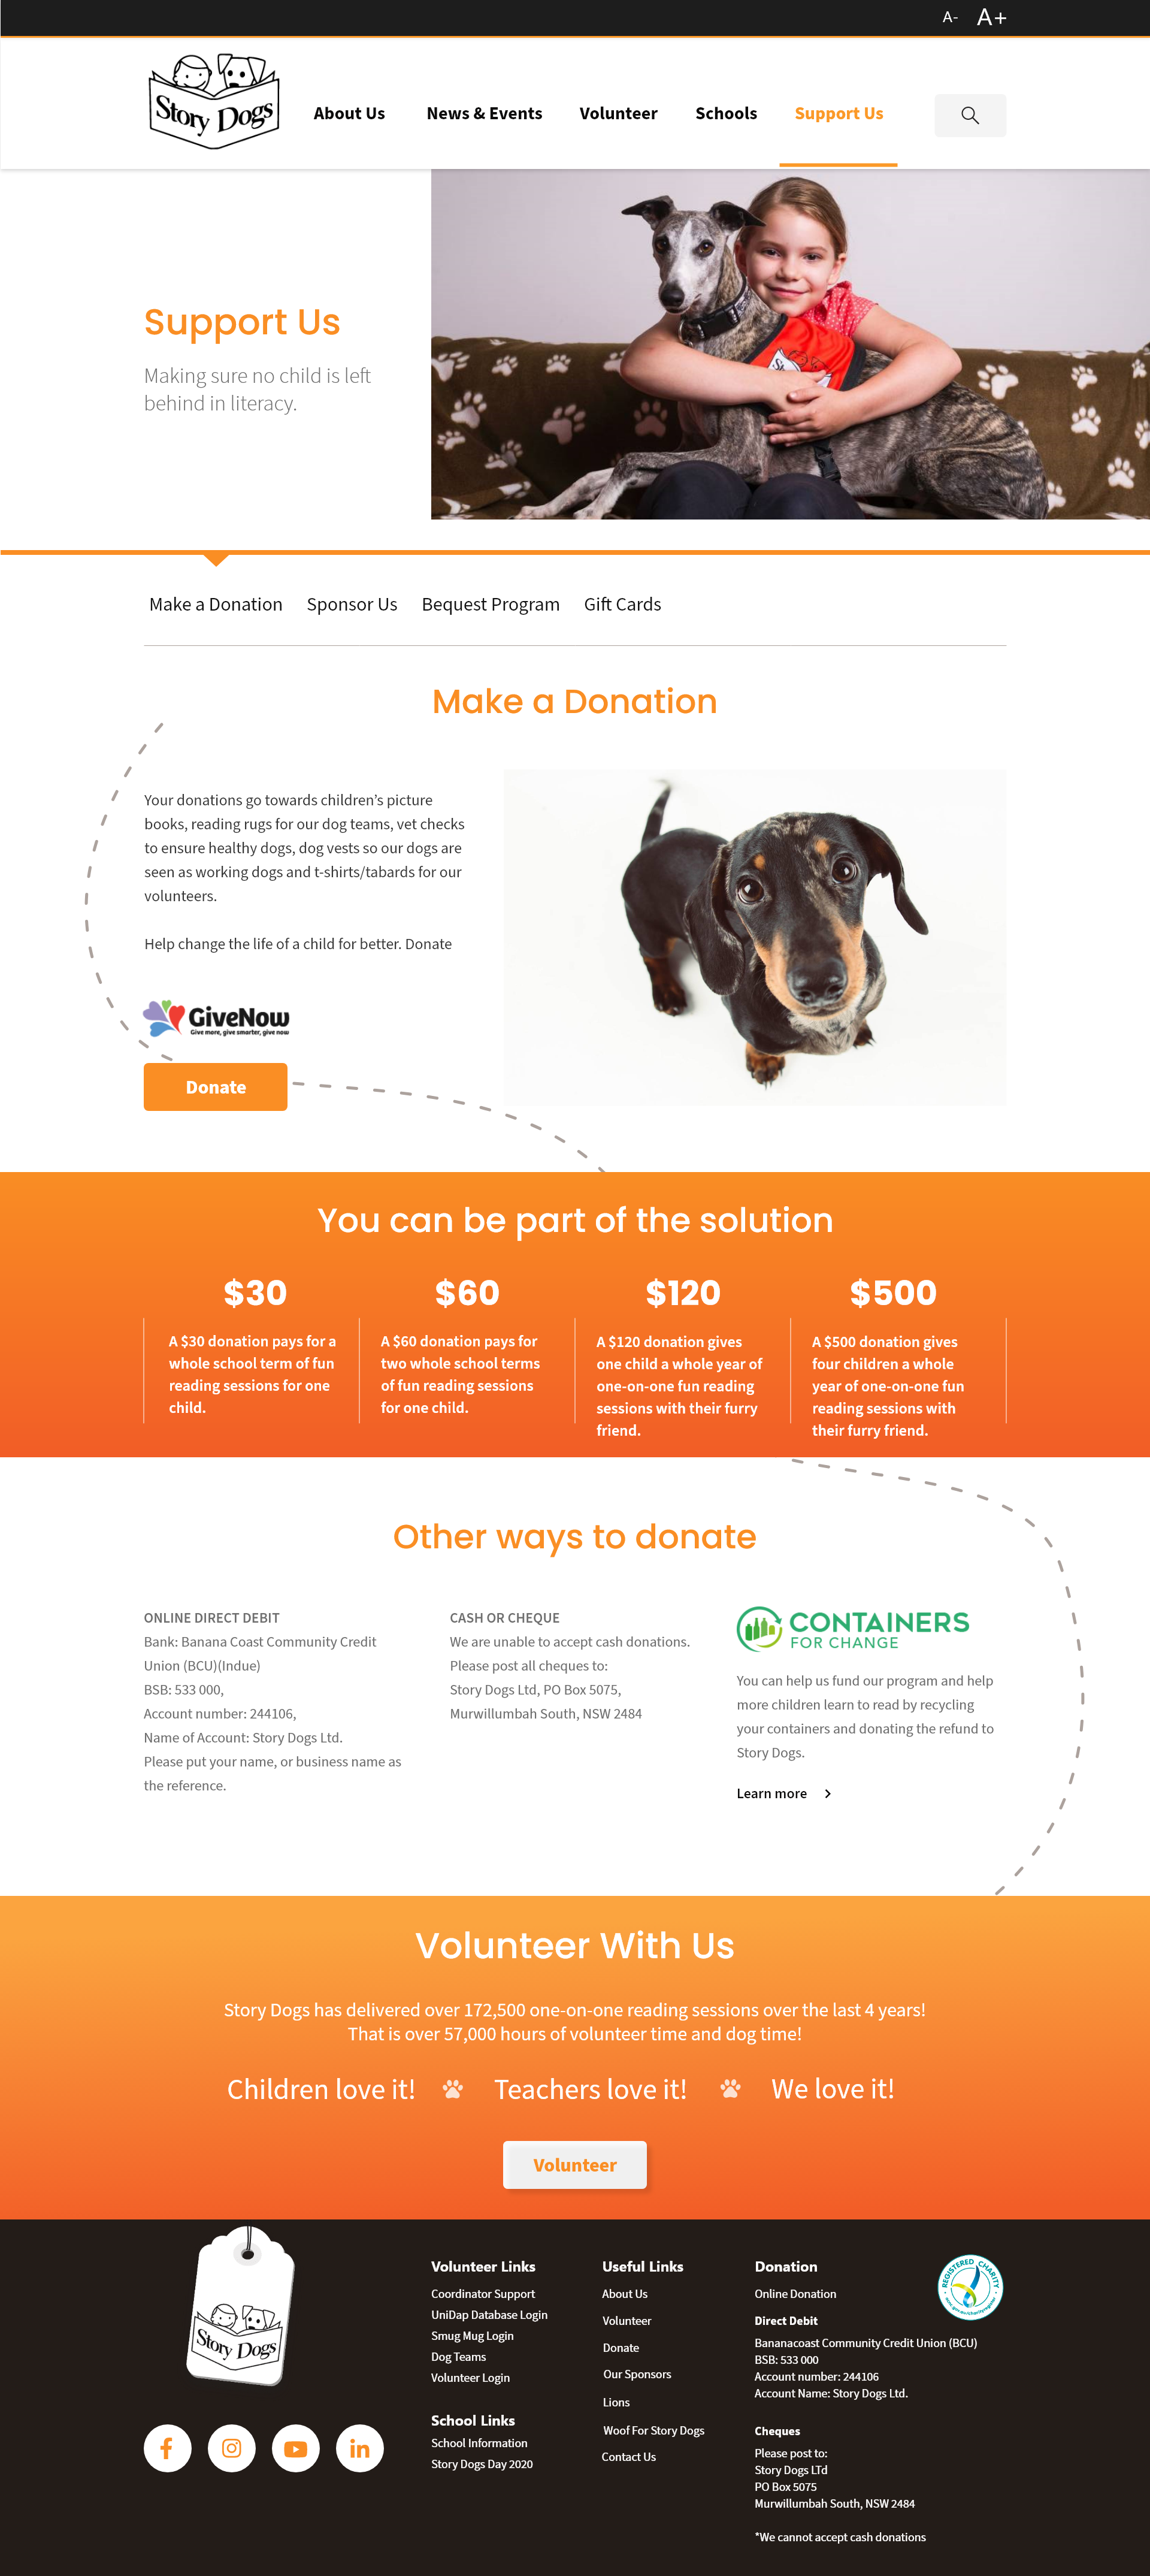 A- A+
Story Dogs
About Us News & Events Volunteer Schools Support Us
Support Us
Making sure no child is left
behind in literacy.
Make a Donation Sponsor Us Bequest Program Gift Cards
Make a Donation
Your donations go towards children’s picture
books, reading rugs for our dog teams, vet checks
to ensure healthy dogs, dog vests so our dogs are
seen as working dogs and t-shirts/tabards for our
volunteers.
Help change the life of a child for better. Donate
GiveNow
Give more, give smarter, give now
Donate
You can be part of the solution
$30
A $30 donation pays for a
whole school term of fun
reading sessions for one
child.
$60
A $60 donation pays for
two whole school terms
of fun reading sessions
for one child.
$120
A $120 donation gives
one child a whole year of
one-on-one fun reading
sessions with their furry
friend.
$500
A $500 donation gives
four children a whole
year of one-on-one fun
reading sessions with
their furry friend.
Other ways to donate
ONLINE DIRECT DEBIT
Bank: Banana Coast Community Credit
Union (BCU)(Indue)
BSB: 533 000,
Account number: 244106,
Name of Account: Story Dogs Ltd.
Please put your name, or business name as
the reference.
CASH OR CHEQUE
We are unable to accept cash donations.
Please post all cheques to:
Story Dogs Ltd, PO Box 5075,
Murwillumbah South, NSW 2484
CONTAINERS
FOR CHANGE
You can help us fund our program and help
more children learn to read by recycling
your containers and donating the refund to
Story Dogs.
Learn more
Volunteer With Us
Story Dogs has delivered over 172,500 one-on-one reading sessions over the last 4 years!
That is over 57,000 hours of volunteer time and dog time!
Children love it! Teachers love it! We love it!
Volunteer
Story Dogs
Volunteer Links
Coordinator Support
UniDap Database Login
Smug Mug Login
Dog Teams
Volunteer Login
School Links
School Information
Story Dogs Day 2020
Useful Links
About Us
Volunteer
Donate
Our Sponsors
Lions
Woof For Story Dogs
Contact Us
Donation
Online Donation
Direct Debit
Bananacoast Community Credit Union (BCU)
BSB: 533 000
Account number: 244106
Account Name: Story Dogs Ltd.
Cheques
Please post to:
Story Dogs LTd
PO Box 5075
Murwillumbah South, NSW 2484
*We cannot accept cash donations
REGISTERED CHARITY